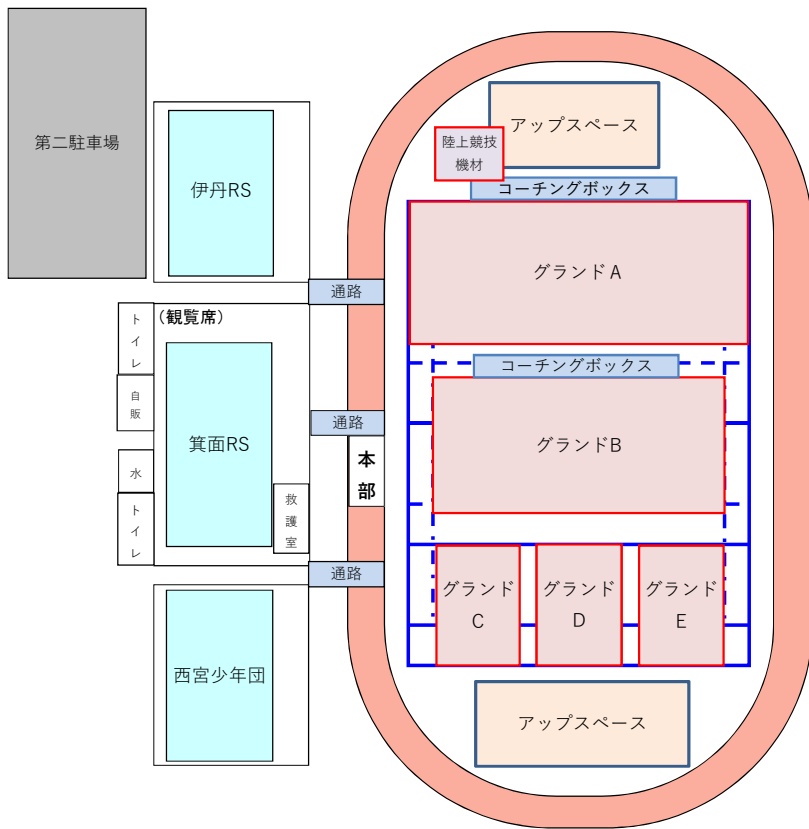 アップスペース
第二駐車場
陸上競技
機材
伊丹RS
コーチングボックス
グランドA
通路
(観覧席)
トイレ
コーチングボックス
自販
通路
箕面RS
グランドB
本部
水
救護室
トイレ
通路
グランド
C
グランド
D
グランド
E
西宮少年団
アップスペース